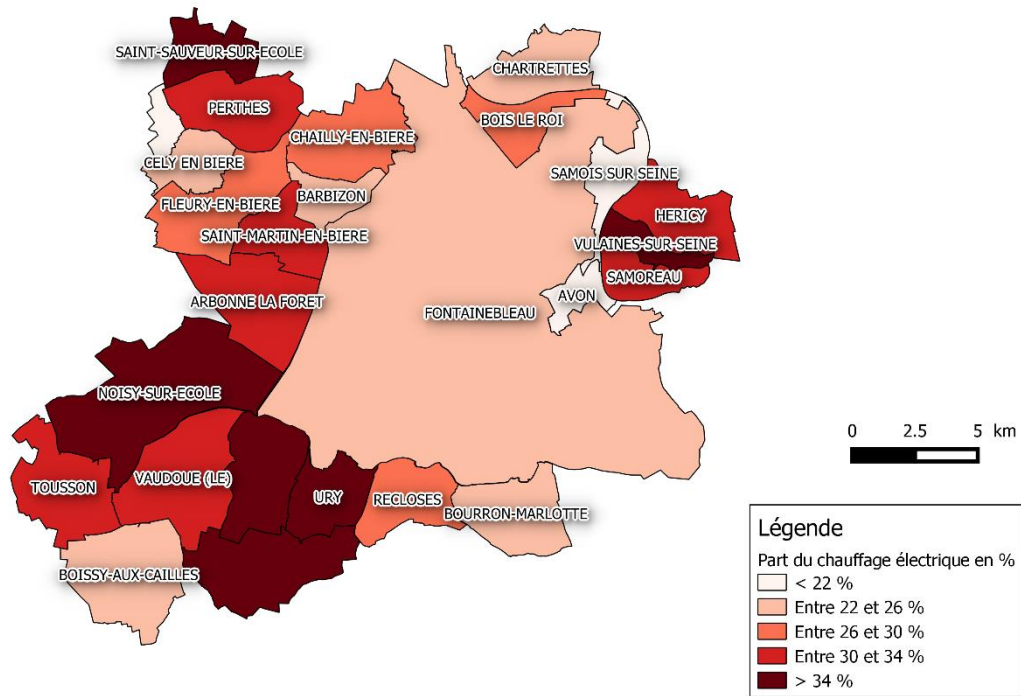 SAINT-SAUVEUR-SUR-ECOLE
CHARTRETTES
PERTHES
BOIS LE ROI
CHAILLY-EN-BIERE
CELY EN BIERE
SAMOIS SUR SEINE
BARBIZON
FLEURY-EN-BIERE
HERICY
SAINT-MARTIN-EN-BIERE
VULAINES-SUR-SEINE
SAMOREAU
AVON
ARBONNE LA FORET
FONTAINEBLEAU
NOISY-SUR-ECOLE
0 2.5 5 km
VAUDOUE (LE)
TOUSSON
URY
RECLOSES
BOURRON-MARLOTTE
BOISSY-AUX-CAILLES
Légende
Part du chauffage électrique en %
< 22 %
Entre 22 et 26 %
Entre 26 et 30 %
Entre 30 et 34 %
> 34 %